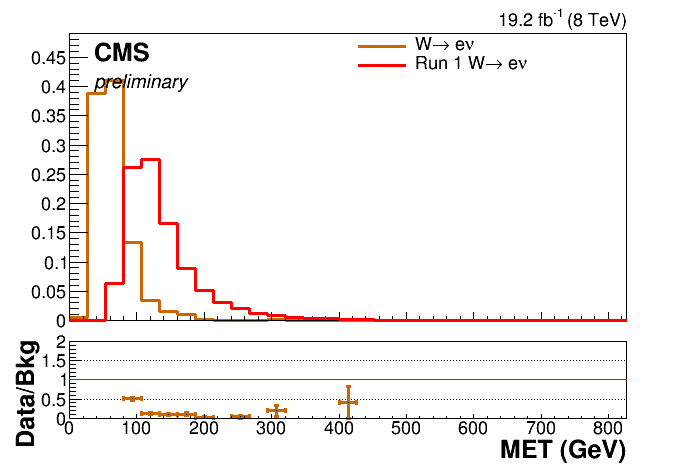 19.2 fb⁻¹ (8 TeV)
CMS
preliminary
W→ eν
Run 1 W→ eν
0.45
0.4
0.35
0.3
0.25
0.2
0.15
0.1
0.05
0
Data/Bkg
2
1.5
1
0.5
0
0 100 200 300 400 500 600 700 800
MET (GeV)